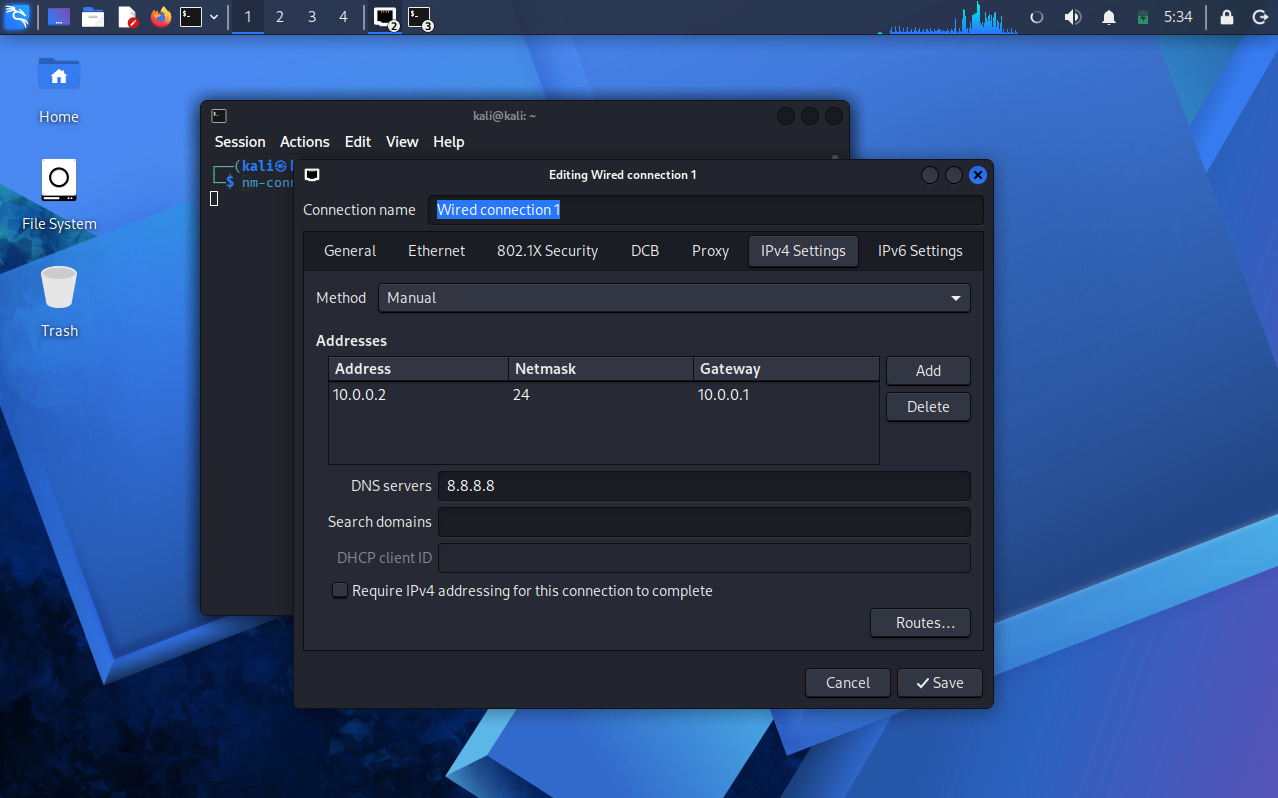 1 2 3 4 2 3 5:34
Home
File System
Trash
kali@kali: ~
Session Actions Edit View Help
(kali
$ nm-conn
Editing Wired connection 1
Connection name Wired connection 1
General Ethernet 802.1X Security DCB Proxy IPv4 Settings IPv6 Settings
Method Manual
Addresses
Address Netmask Gateway
10.0.0.2 24 10.0.0.1
Add
Delete
DNS servers 8.8.8.8
Search domains
DHCP client ID
Require IPv4 addressing for this connection to complete
Routes…
Cancel Save